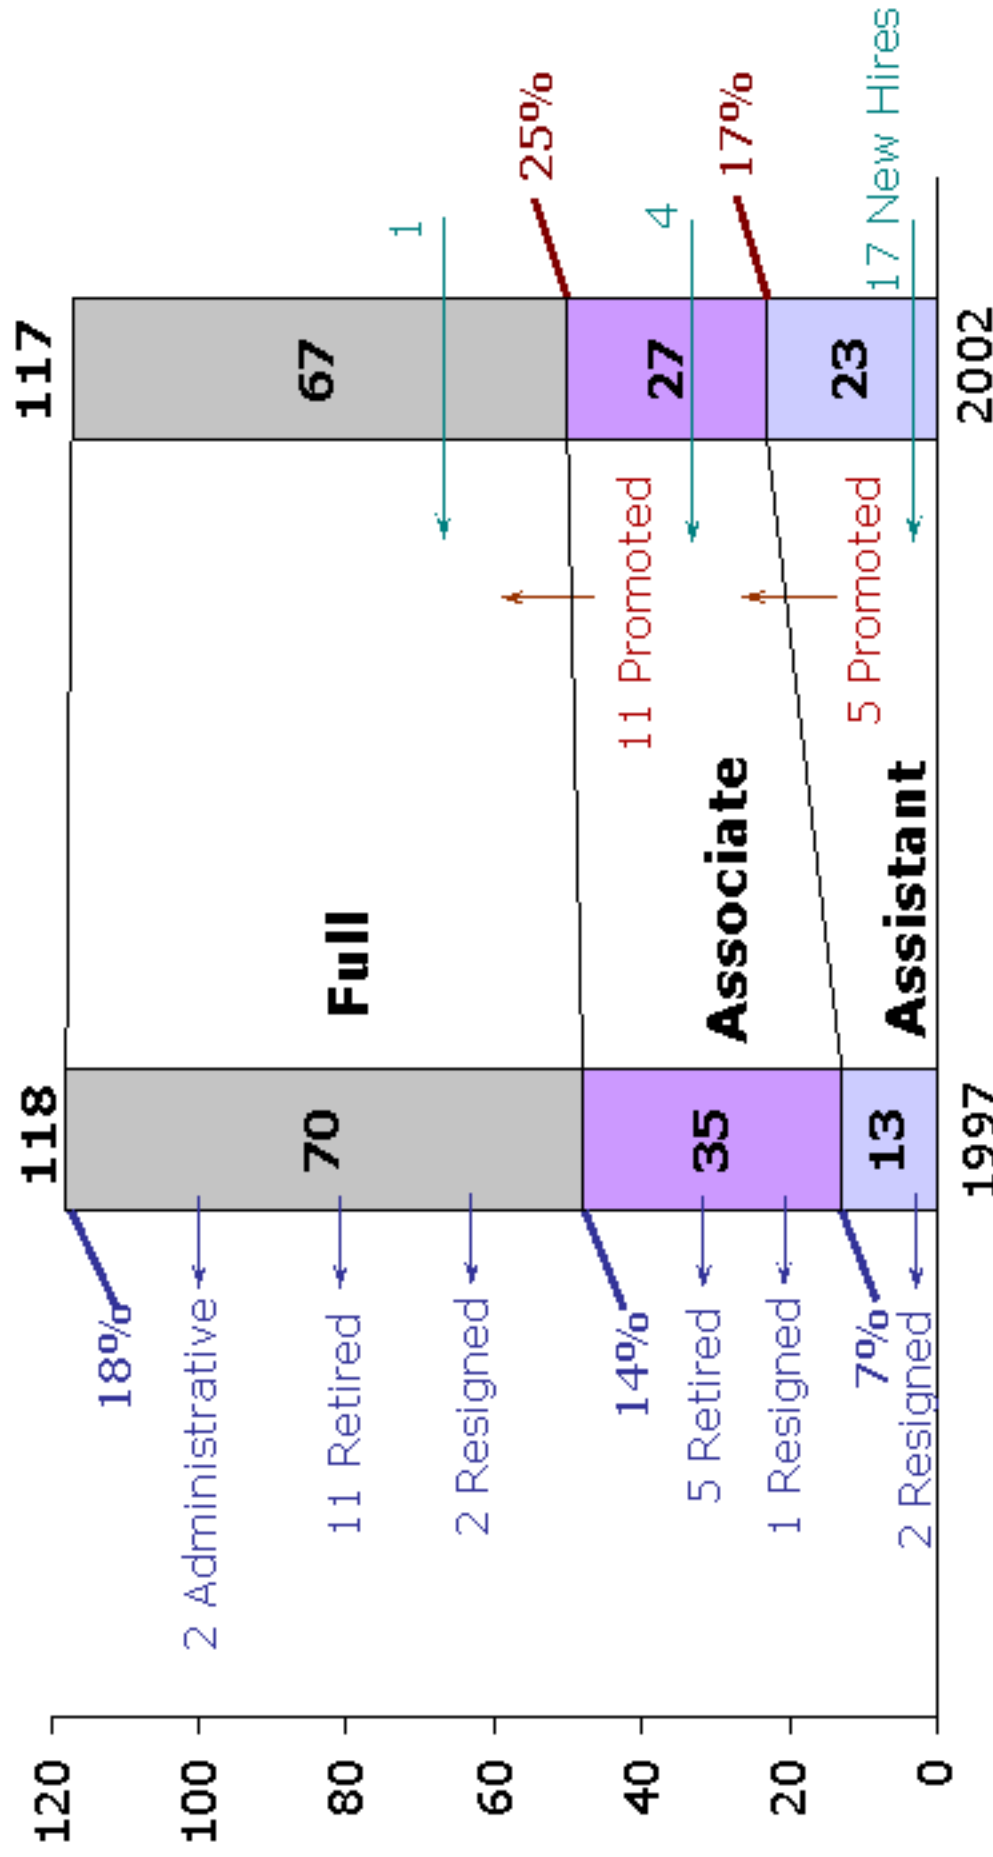 118
117
120
100
80
60
40
20
0
18%
2 Administrative
11 Retired
2 Resigned
14%
5 Retired
1 Resigned
7%
2 Resigned
70
35
13
Full
Associate
Assistant
11 Promoted
5 Promoted
67
27
23
1
25%
4
17%
17 New Hires
1997
2002